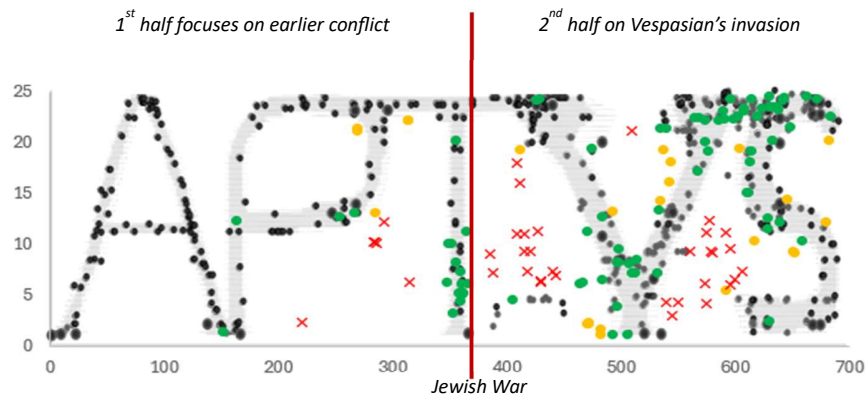 1st half focuses on earlier conflict
2nd half on Vespasian's invasion
25
20
15
10
5
0
APTVS
0 100 200 300 400 500 600 700
Jewish War